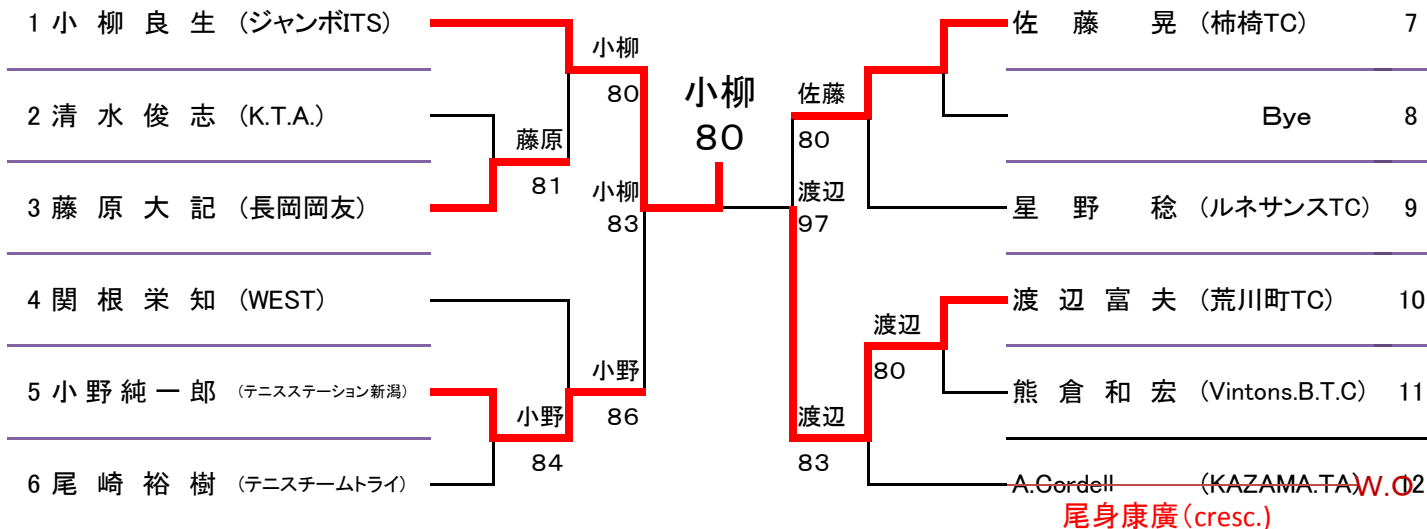 1 小 柳 良 生 (ジャンボITS)
2 清 水 俊 志 (K.T.A.)
3 藤 原 大 記 (長岡岡友)
4 関 根 栄 知 (WEST)
5 小 野 純 一 郎 (テニスステーション新潟)
6 尾 崎 裕 樹 (テニスチームトライ)
藤原
81
小野
84
小柳
80
小柳
83
小野
86
小柳
80
佐藤
80
渡辺
97
渡辺
83
渡辺
80
佐 藤 晃 (柿椅TC) 7
Bye 8
星 野 稔 (ルネサンスTC) 9
渡 辺 富 夫 (荒川町TC) 10
熊 倉 和 宏 (Vintons.B.T.C) 11
A.Cordell (KAZAMA.TA) W.O 12
尾身康廣(cresc.)